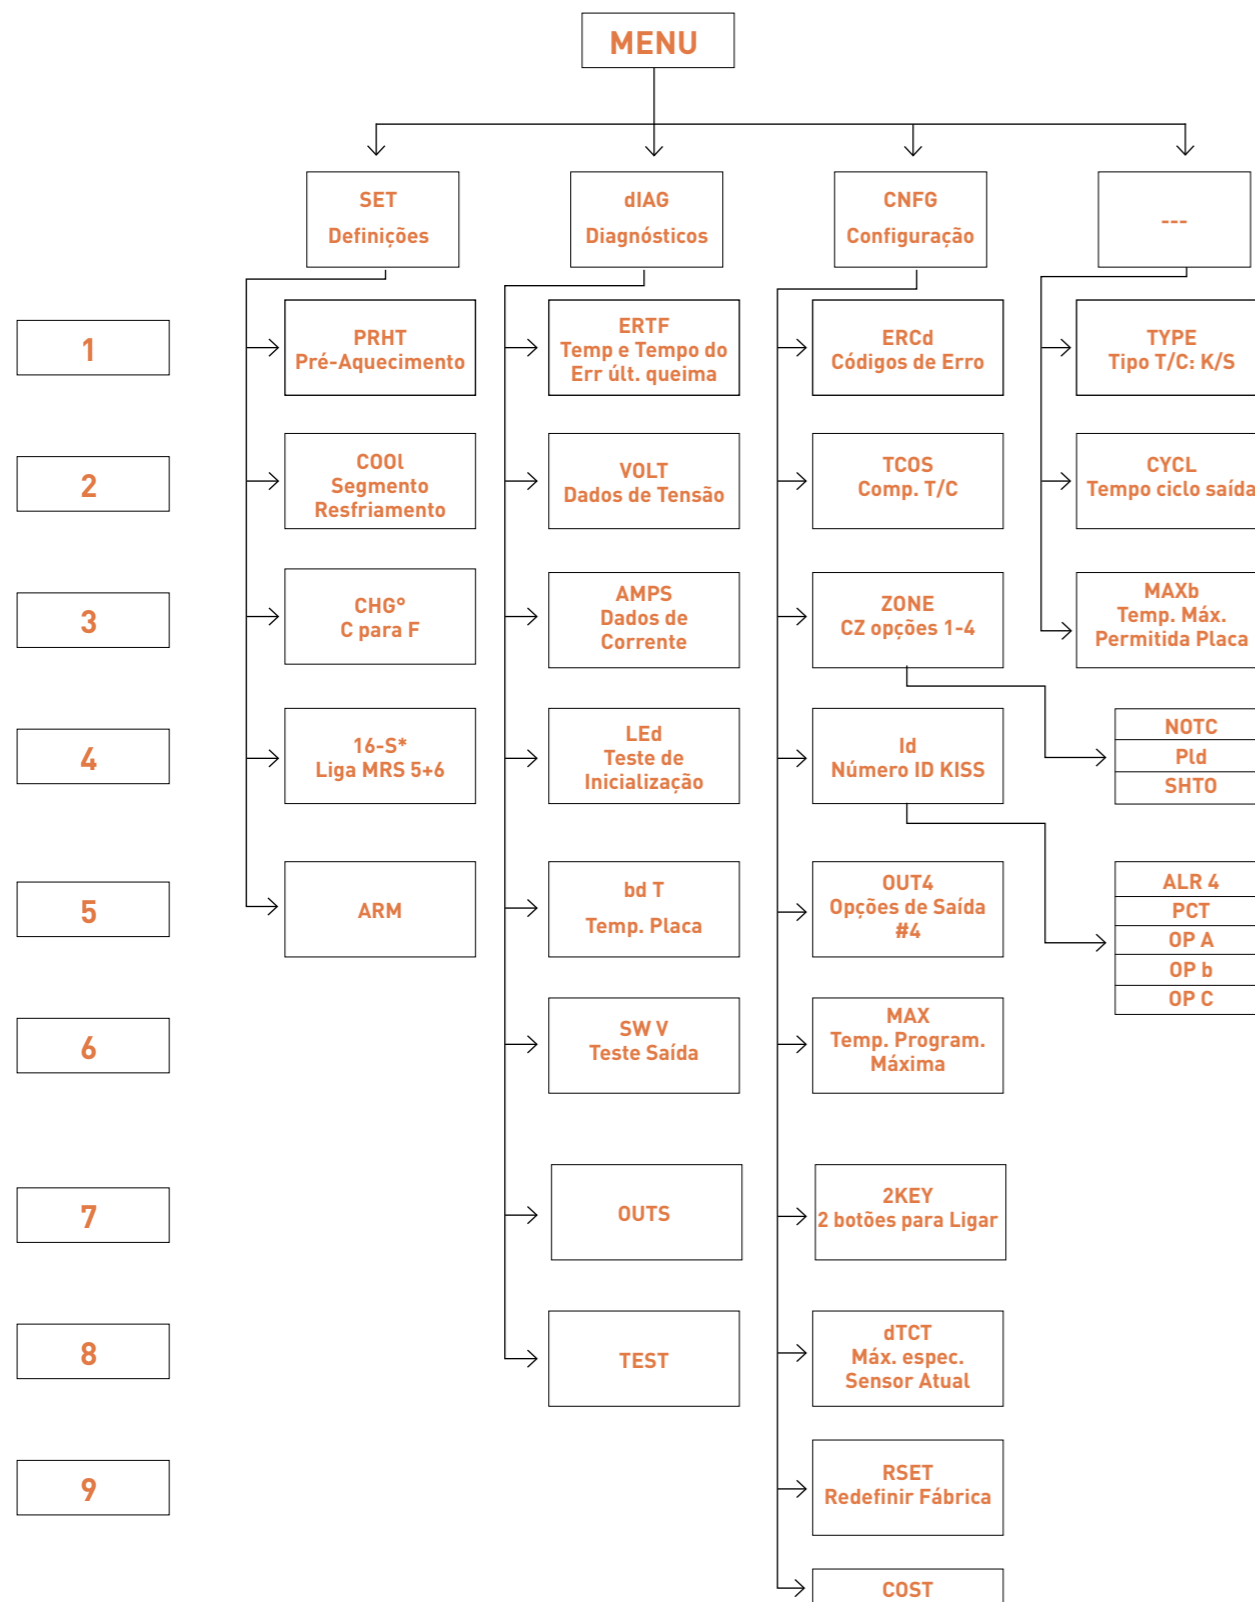 MENU
SET
Definições
dIAG
Diagnósticos
CNFG
Configuração
---
1
PRHT
Pré-Aquecimento
ERTF
Temp e Tempo do
Err últ. queima
ERCd
Códigos de Erro
TYPE
Tipo T/C: K/S
2
COOl
Segmento
Resfriamento
VOLT
Dados de Tensão
TCOS
Comp. T/C
CYCL
Tempo ciclo saída
3
CHG°
C para F
AMPS
Dados de
Corrente
ZONE
CZ opções 1-4
MAXb
Temp. Máx.
Permitida Placa
4
16-S*
Liga MRS 5+6
LEd
Teste de
Inicialização
Id
Número ID KISS
NOTC
Pld
SHTO
5
ARM
bd T
Temp. Placa
OUT4
Opções de Saída
#4
ALR 4
PCT
OP A
OP b
OP C
6
SW V
Teste Saída
MAX
Temp. Program.
Máxima
7
OUTS
2KEY
2 botões para Ligar
8
TEST
dTCT
Máx. espec.
Sensor Atual
9
RSET
Redefinir Fábrica
COST